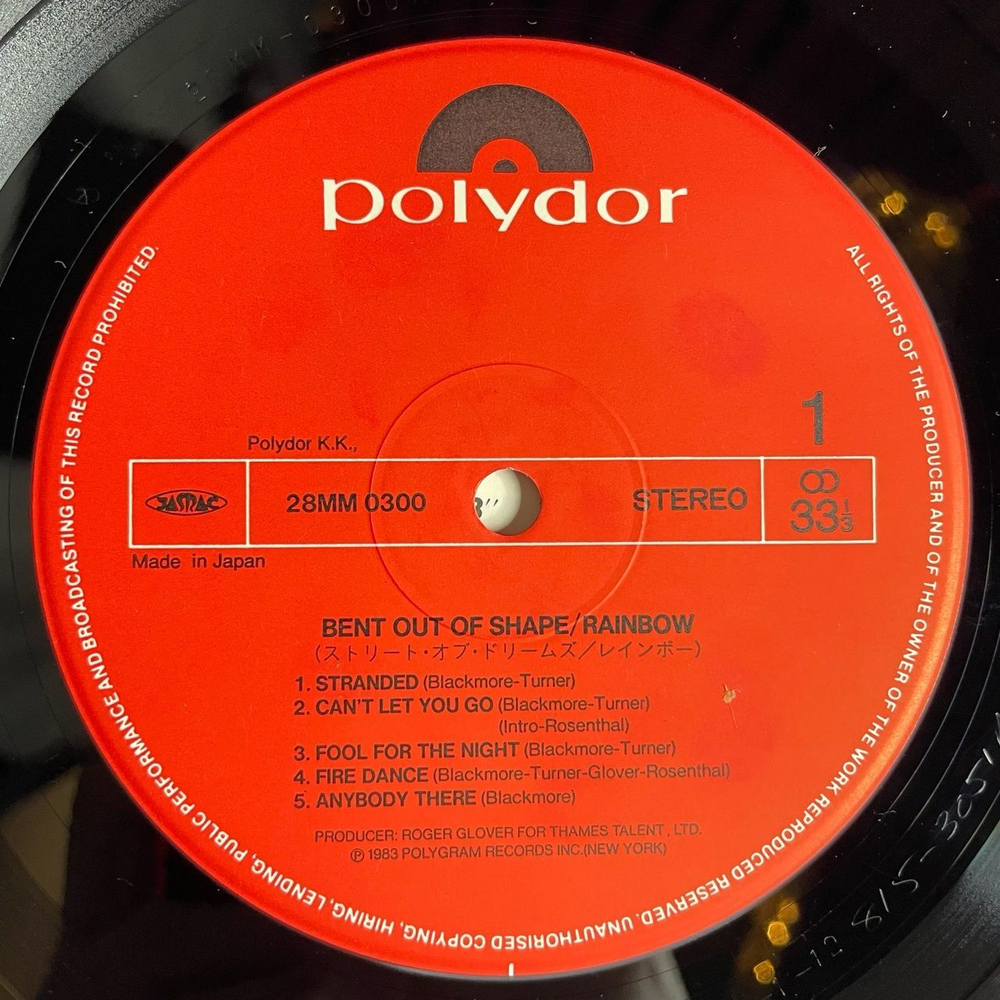 polydor
1
Polydor K.K.,
JASRAC
28MM 0300
STEREO
33 1/3
Made in Japan
BENT OUT OF SHAPE/RAINBOW
(ストリート・オブ・ドリームズ/レインボー)
1. STRANDED (Blackmore-Turner)
2. CAN'T LET YOU GO (Blackmore-Turner)
(Intro-Rosenthal)
3. FOOL FOR THE NIGHT (Blackmore-Turner)
4. FIRE DANCE (Blackmore-Turner-Glover-Rosenthal)
5. ANYBODY THERE (Blackmore)
PRODUCER: ROGER GLOVER FOR THAMES TALENT, LTD.
℗ 1983 POLYGRAM RECORDS INC.(NEW YORK)
ALL RIGHTS OF THE PRODUCER AND OF THE OWNER OF THE WORK REPRODUCED RESERVED. UNAUTHORISED COPYING, HIRING, LENDING, PUBLIC PERFORMANCE AND BROADCASTING OF THIS RECORD PROHIBITED.